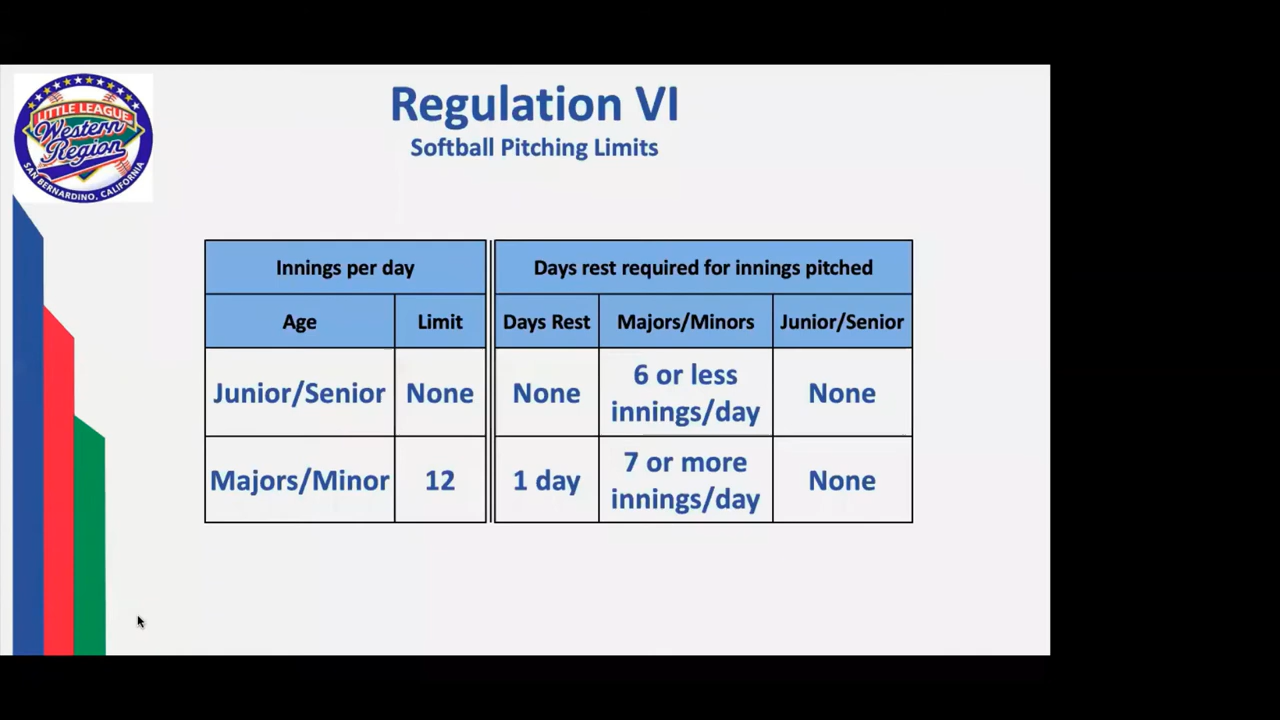 LITTLE LEAGUE
Western
Region
SAN BERNARDINO, CALIFORNIA
Regulation VI
Softball Pitching Limits
Innings per day
Days rest required for innings pitched
Age
Limit
Days Rest
Majors/Minors
Junior/Senior
Junior/Senior
None
None
6 or less
innings/day
None
Majors/Minor
12
1 day
7 or more
innings/day
None